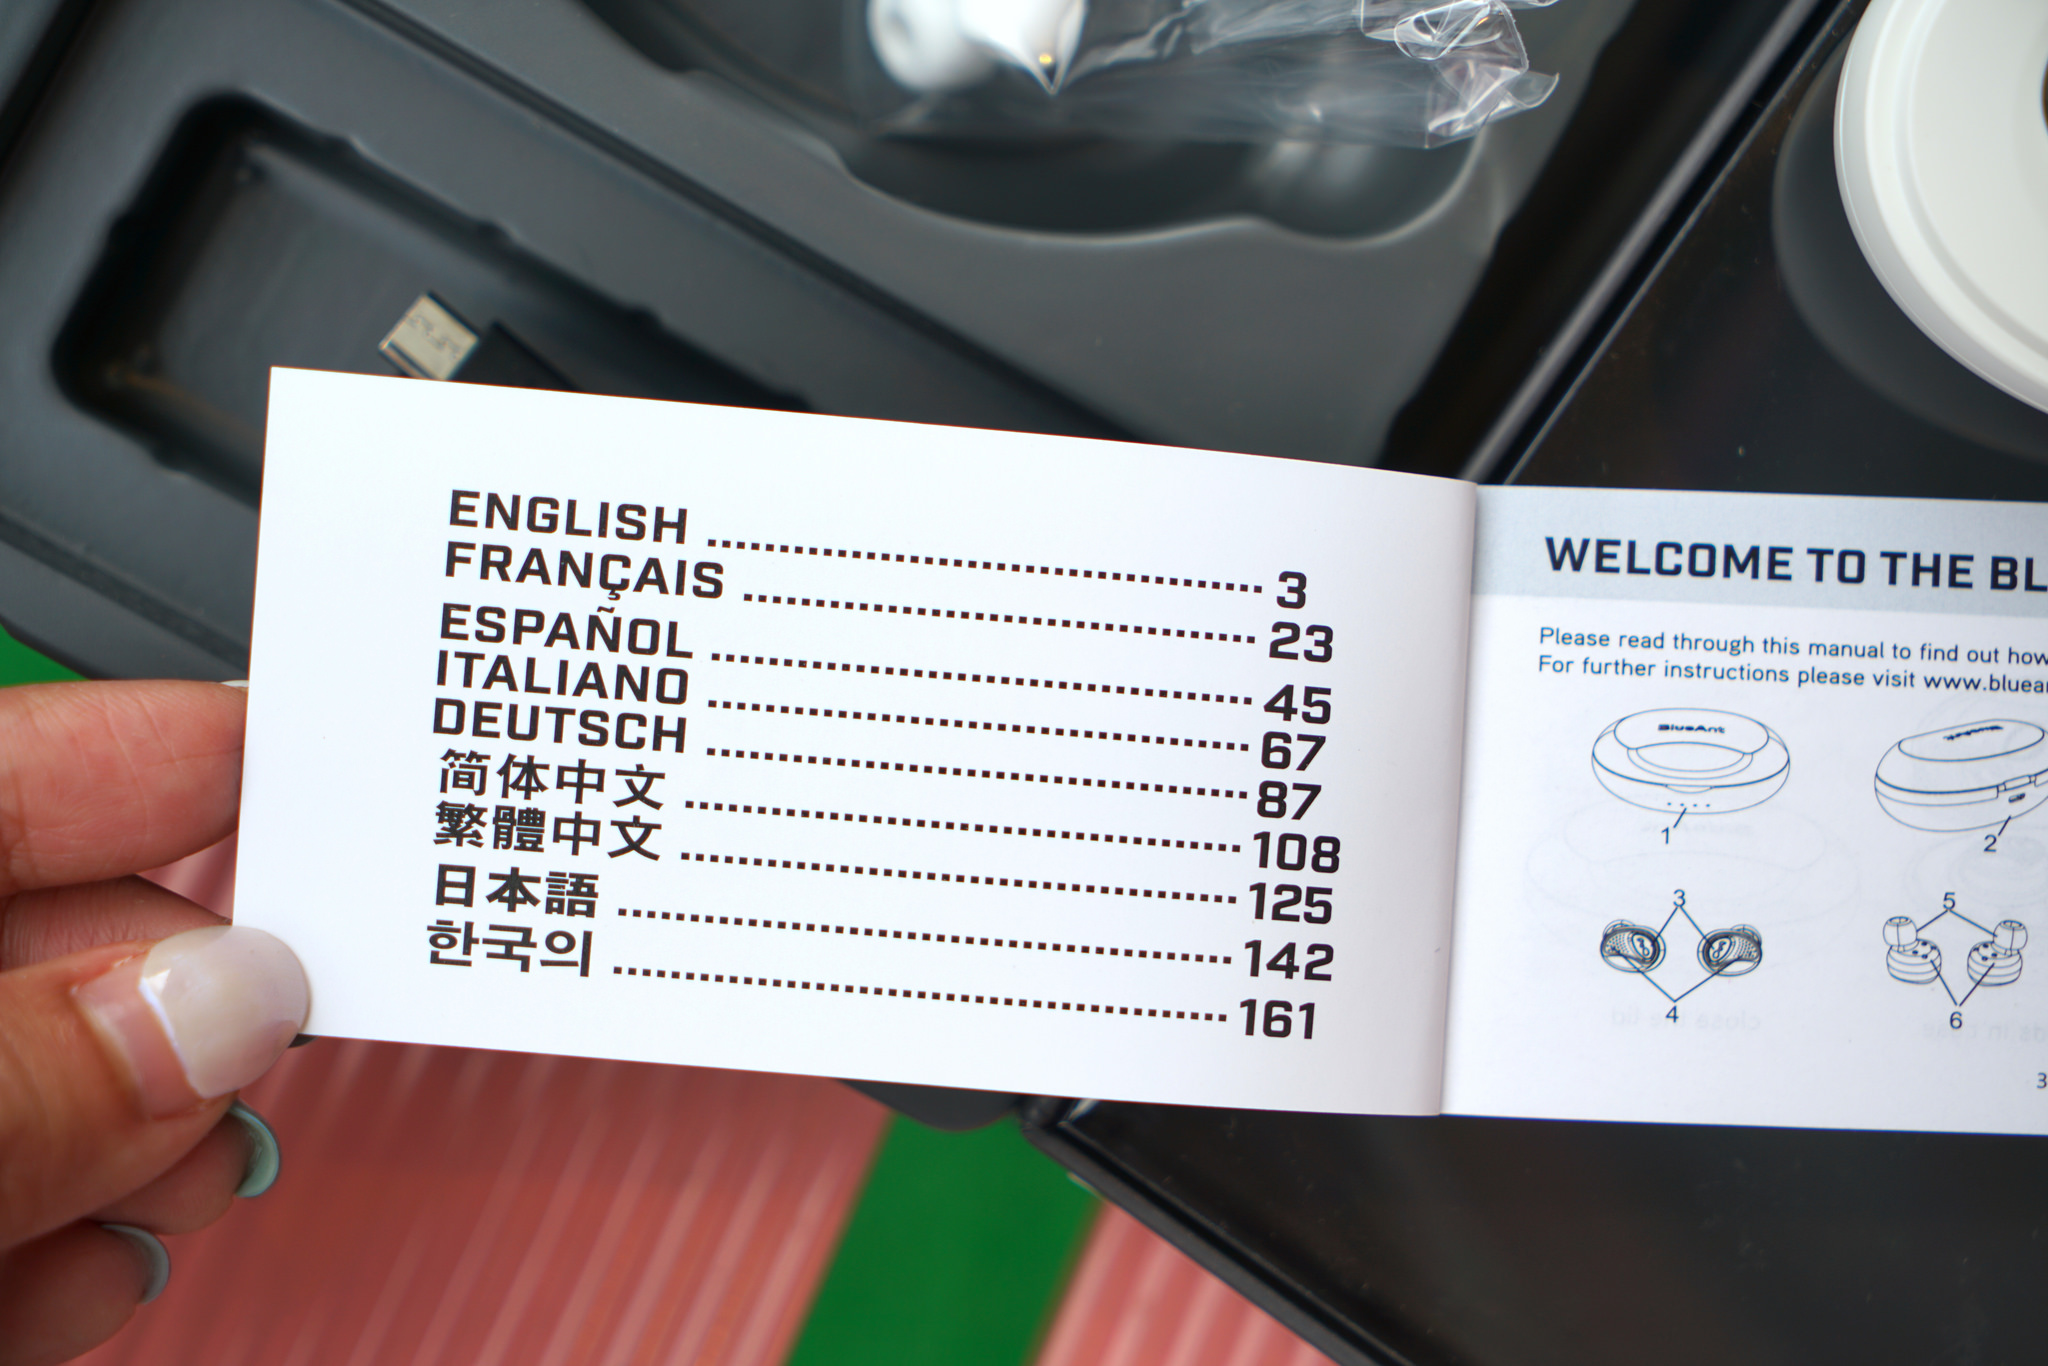 ENGLISH ........ 3
FRANÇAIS ........ 23
ESPAÑOL ........ 45
ITALIANO ........ 67
DEUTSCH ........ 87
简体中文 ........ 108
繁體中文 ........ 125
日本語 ........ 142
한국의 ........ 161
WELCOME TO THE BL
Please read through this manual to find out how
For further instructions please visit www.bluean
BlueAnt
1
2
3
5
4
6
3